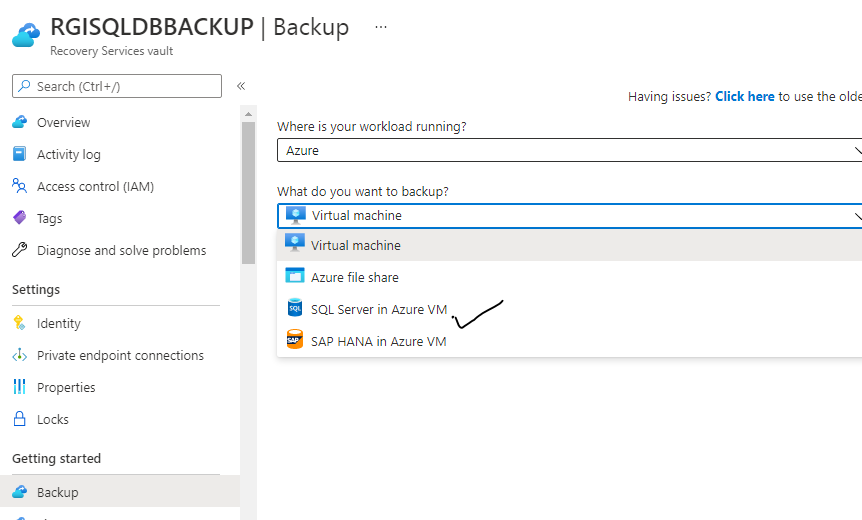 RGISQLDBBACKUP | Backup ...
Recovery Services vault
Search (Ctrl+/)
«
Overview
Activity log
Access control (IAM)
Tags
Diagnose and solve problems
Settings
Identity
Private endpoint connections
Properties
Locks
Getting started
Backup
Having issues? Click here to use the olde
Where is your workload running?
Azure
What do you want to backup?
Virtual machine
Virtual machine
Azure file share
SQL SQL Server in Azure VM
SAP SAP HANA in Azure VM